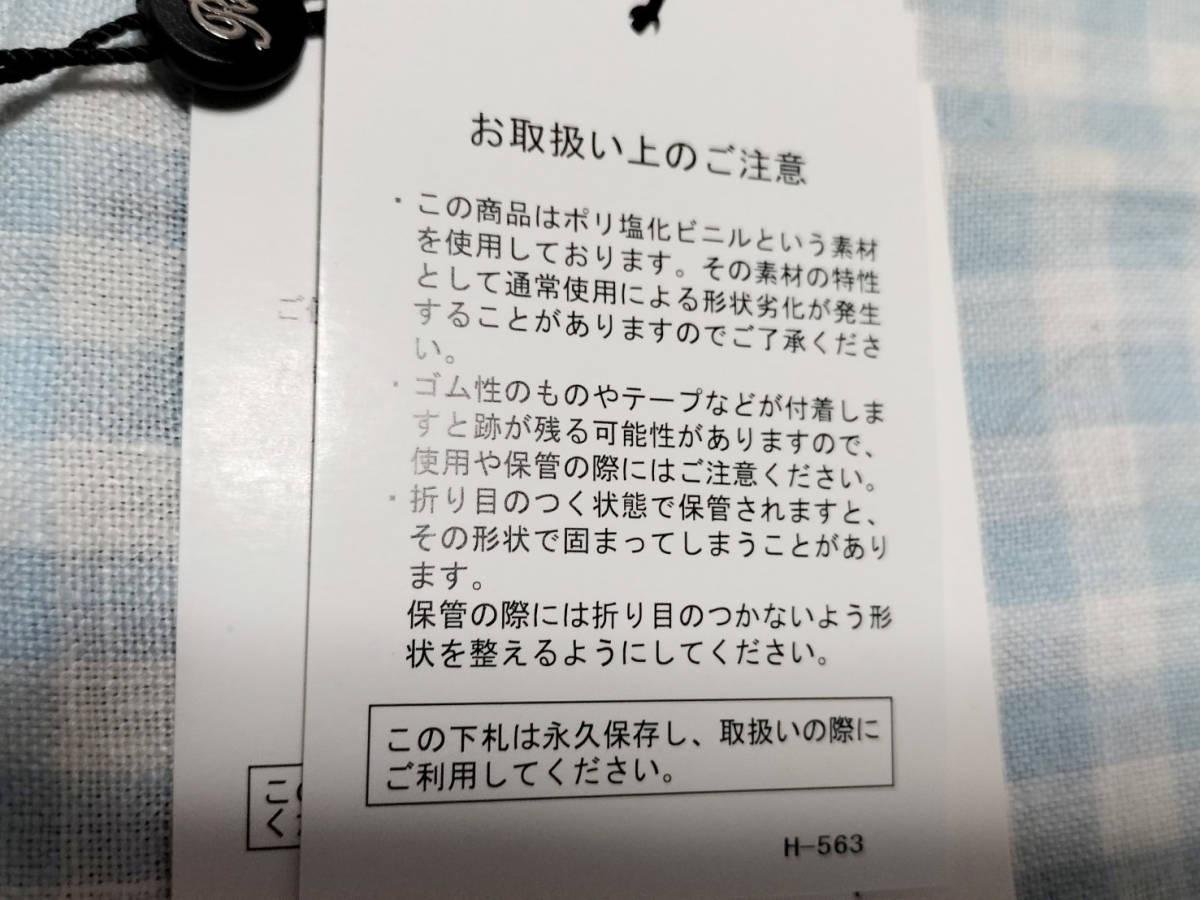 お取扱い上のご注意
・この商品はポリ塩化ビニルという素材
を使用しております。その素材の特性
として通常使用による形状劣化が発生
することがありますのでご了承くださ
い。
・ゴム性のものやテープなどが付着しま
すと跡が残る可能性がありますので、
使用や保管の際にはご注意ください。
・折り目のつく状態で保管されますと、
その形状で固まってしまうことがあり
ます。
保管の際には折り目のつかないよう形
状を整えるようにしてください。
この下札は永久保存し、取扱いの際に
ご利用してください。
H-563
ご
こ
く